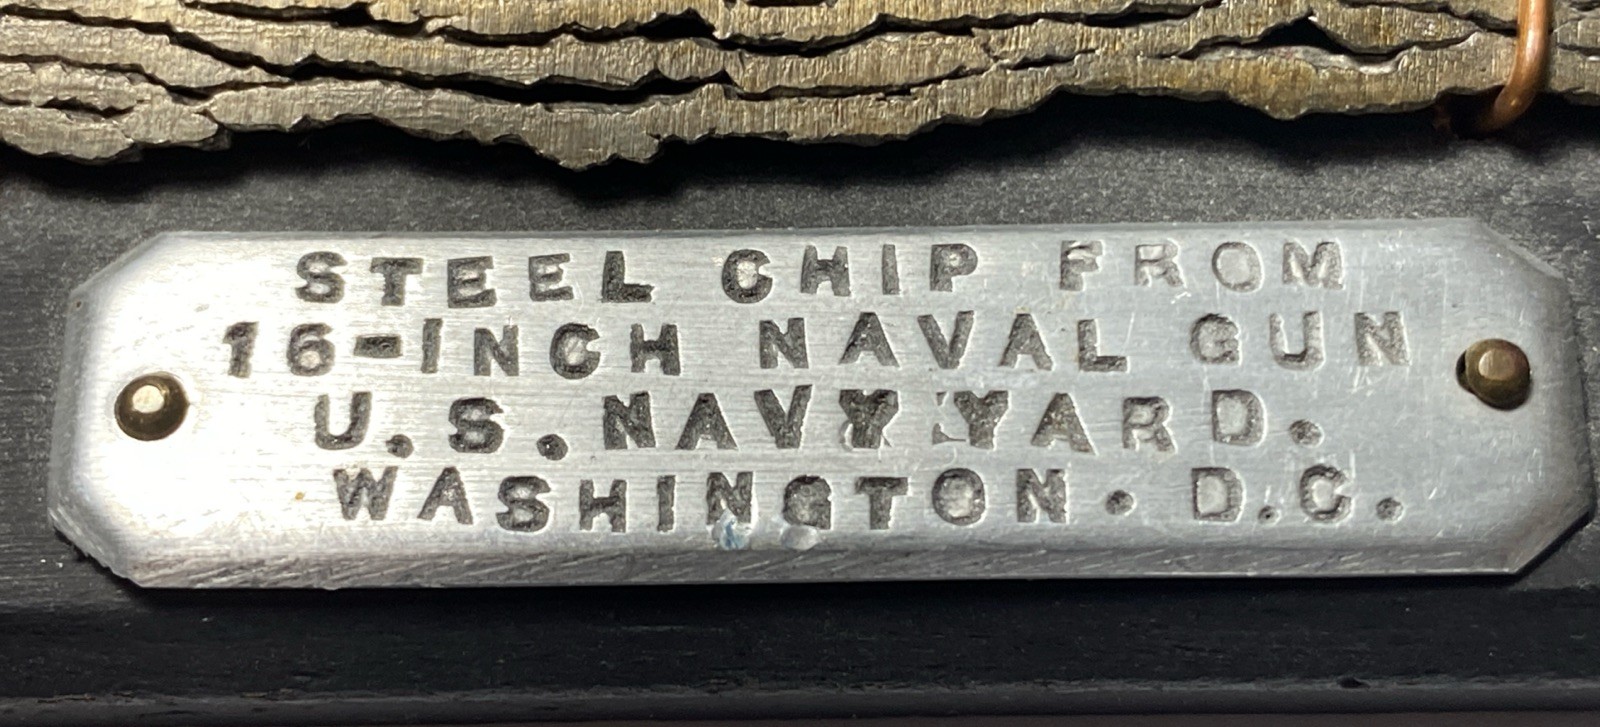 STEEL CHIP FROM
16-INCH NAVAL GUN
U.S. NAVY YARD.
WASHINGTON. D.C.